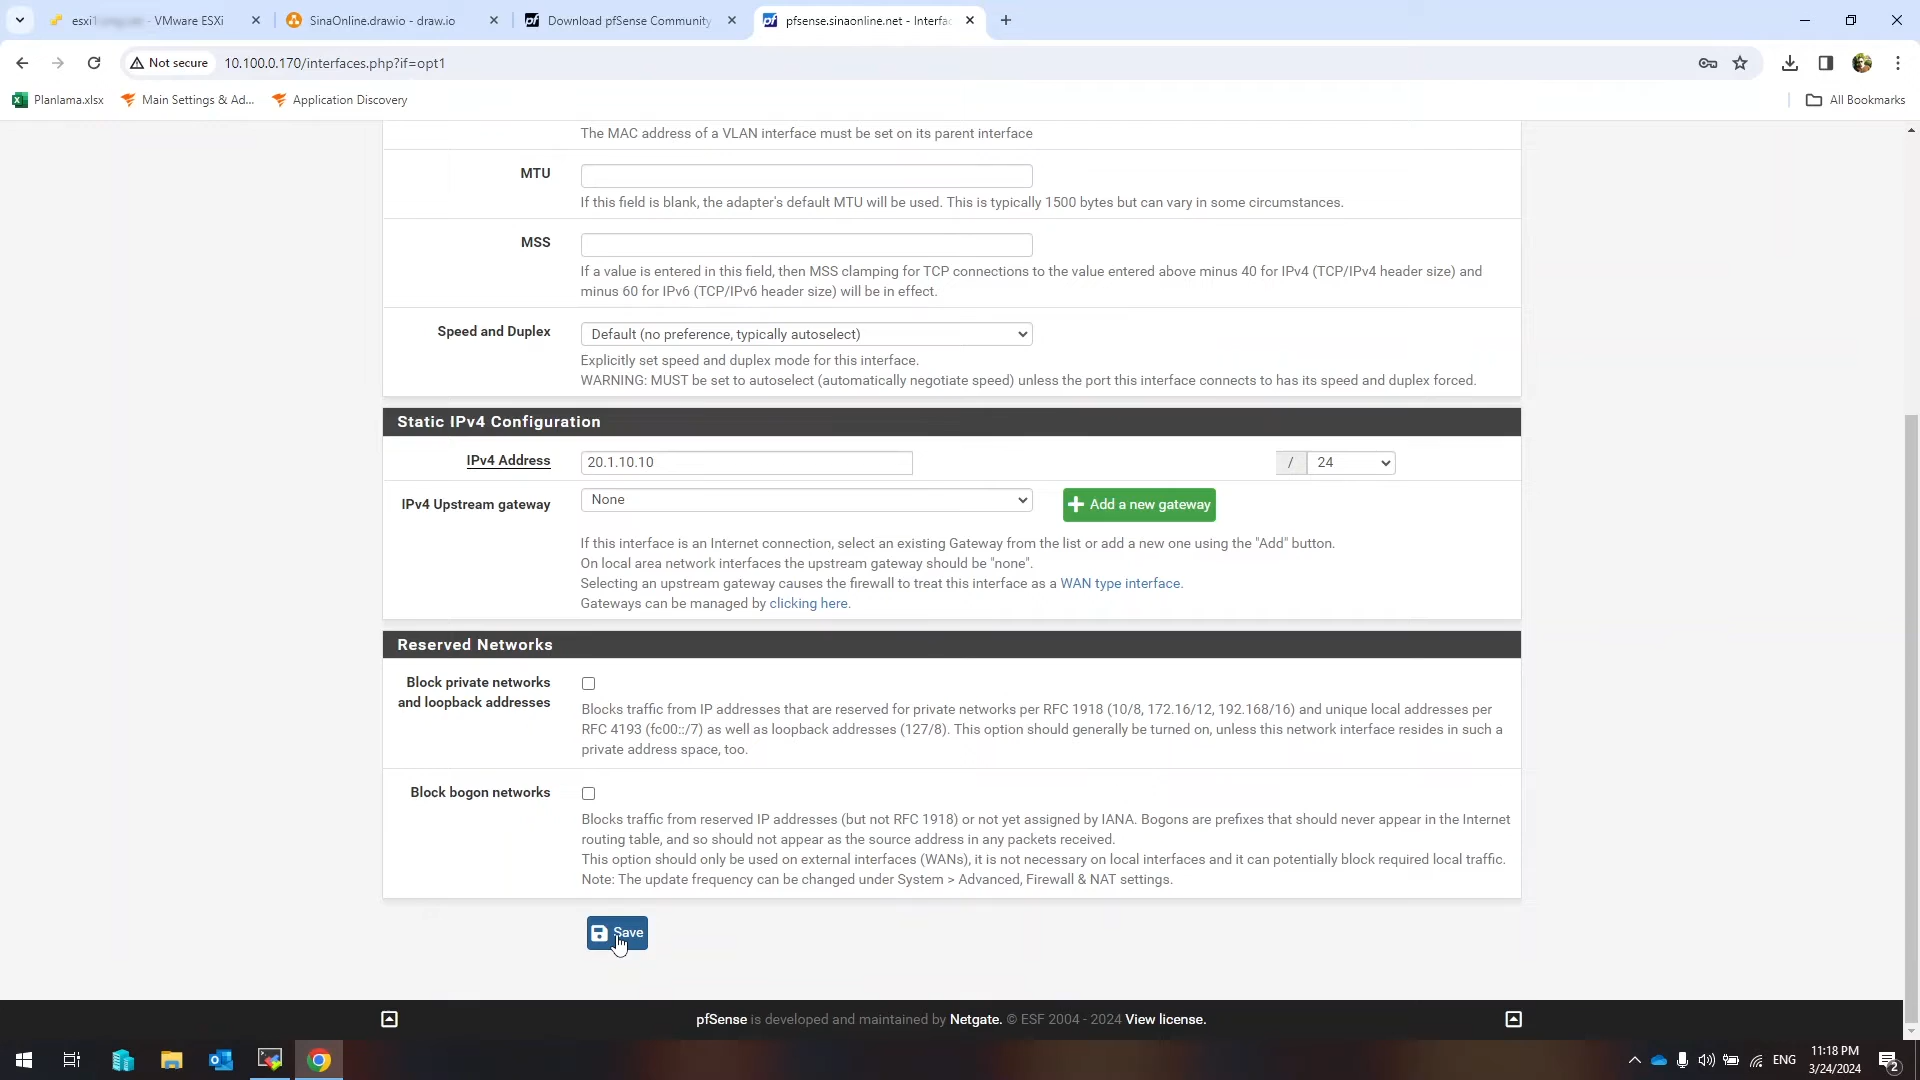 esxi - VMware ESXi
SinaOnline.drawio - draw.io
Download pfSense Community
pfsense.sinaonline.net - Interfac
Not secure
10.100.0.170/interfaces.php?if=opt1
Planlama.xlsx
Main Settings & Ad...
Application Discovery
All Bookmarks
The MAC address of a VLAN interface must be set on its parent interface
MTU
If this field is blank, the adapter's default MTU will be used. This is typically 1500 bytes but can vary in some circumstances.
MSS
If a value is entered in this field, then MSS clamping for TCP connections to the value entered above minus 40 for IPv4 (TCP/IPv4 header size) and
minus 60 for IPv6 (TCP/IPv6 header size) will be in effect.
Speed and Duplex
Default (no preference, typically autoselect)
Explicitly set speed and duplex mode for this interface.
WARNING: MUST be set to autoselect (automatically negotiate speed) unless the port this interface connects to has its speed and duplex forced.
Static IPv4 Configuration
IPv4 Address
20.1.10.10
/ 24
IPv4 Upstream gateway
None
Add a new gateway
If this interface is an Internet connection, select an existing Gateway from the list or add a new one using the "Add" button.
On local area network interfaces the upstream gateway should be "none".
Selecting an upstream gateway causes the firewall to treat this interface as a WAN type interface.
Gateways can be managed by clicking here.
Reserved Networks
Block private networks
and loopback addresses
Blocks traffic from IP addresses that are reserved for private networks per RFC 1918 (10/8, 172.16/12, 192.168/16) and unique local addresses per
RFC 4193 (fc00::/7) as well as loopback addresses (127/8). This option should generally be turned on, unless this network interface resides in such a
private address space, too.
Block bogon networks
Blocks traffic from reserved IP addresses (but not RFC 1918) or not yet assigned by IANA. Bogons are prefixes that should never appear in the Internet
routing table, and so should not appear as the source address in any packets received.
This option should only be used on external interfaces (WANs), it is not necessary on local interfaces and it can potentially block required local traffic.
Note: The update frequency can be changed under System > Advanced, Firewall & NAT settings.
Save
pfSense is developed and maintained by Netgate. © ESF 2004 - 2024 View license.
ENG
11:18 PM
3/24/2024
2